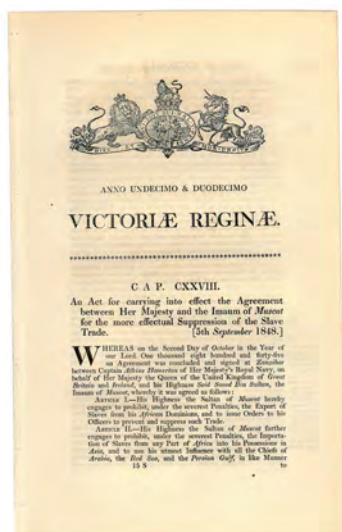 ANNO UNDECIMO & DUODECIMO
VICTORIÆ REGINÆ.
CAP. CXXVIII.
An Act for carrying into effect the Agreement
between Her Majesty and the Imaum of Muscat
for the more effectual Suppression of the Slave
Trade. [5th September 1848.]
WHEREAS on the Second Day of October in the Year of
our Lord One thousand eight hundred and forty-five
an Agreement was concluded and signed at Zanzibar
between Captain Atkins Hamerton of Her Majesty's Royal Navy, on
behalf of Her Majesty the Queen of the United Kingdom of Great
Britain and Ireland, and his Highness Said Saeed Bin Sultan, the
Imaum of Muscat, whereby it was agreed as follows:
ARTICLE I.—His Highness the Sultan of Muscat hereby
engages to prohibit, under the severest Penalties, the Export of
Slaves from his African Dominions, and to issue Orders to his
Officers to prevent and suppress such Trade.
ARTICLE II.—His Highness the Sultan of Muscat further
engages to prohibit, under the severest Penalties, the Importa-
tion of Slaves from any Part of Africa into his Possessions in
Asia, and to use his utmost Influence with all the Chiefs of
Arabia, the Red Sea, and the Persian Gulf, in like Manner
15 S to